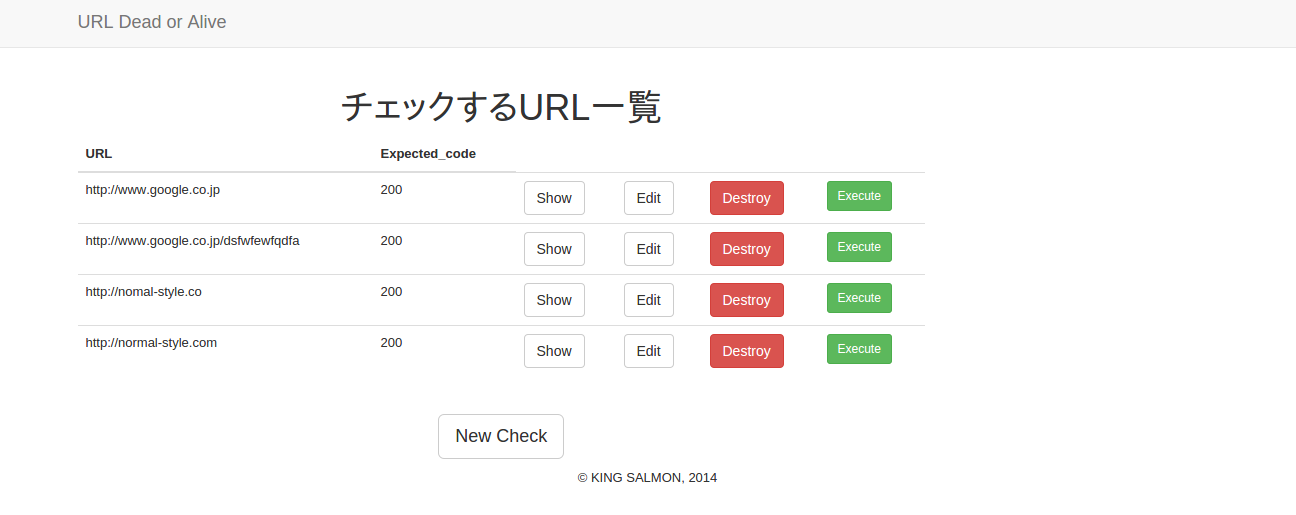 URL Dead or Alive
チェックするURL一覧
URL Expected_code
http://www.google.co.jp 200 Show Edit Destroy Execute
http://www.google.co.jp/dsfwfewfqdfa 200 Show Edit Destroy Execute
http://nomal-style.co 200 Show Edit Destroy Execute
http://normal-style.com 200 Show Edit Destroy Execute
New Check
© KING SALMON, 2014